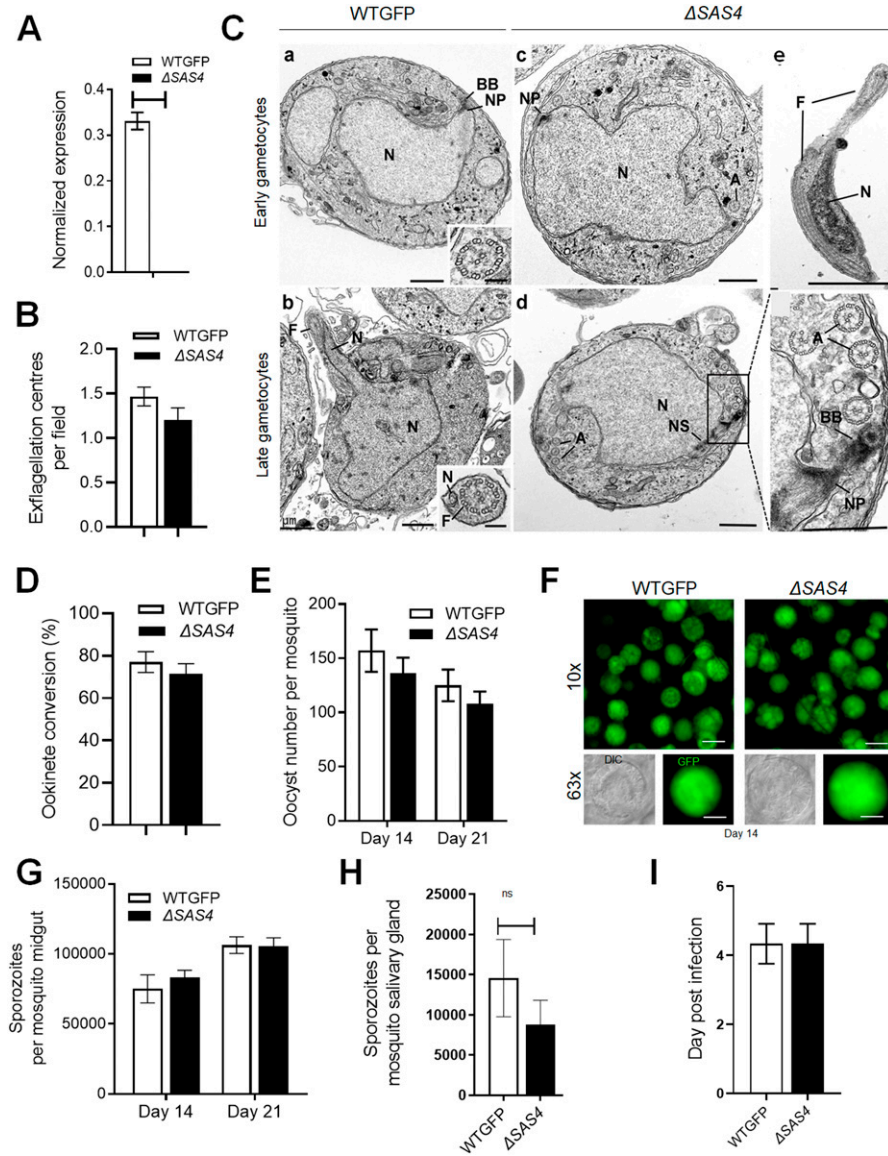 A
WTGFP
ΔSAS4
Normalized expression
0.4
0.3
0.2
0.1
0.0
B
WTGFP
ΔSAS4
Exflagellation centres
per field
2.0
1.5
1.0
0.5
0.0
C
WTGFP
ΔSAS4
Early gametocytes
Late gametocytes
a
BB
NP
N
c
NP
N
A
e
F
N
b
F
N
N
N
F
µm
d
N
A
NS
A
BB
NP
D
WTGFP
ΔSAS4
Ookinete conversion (%)
100
80
60
40
20
0
E
WTGFP
ΔSAS4
Oocyst number per mosquito
200
150
100
50
0
Day 14
Day 21
F
WTGFP
ΔSAS4
10x
63x
DIC
GFP
Day 14
G
WTGFP
ΔSAS4
Sporozoites
per mosquito midgut
150000
100000
50000
0
Day 14
Day 21
H
ns
Sporozoites per
mosquito salivary gland
25000
20000
15000
10000
5000
0
WTGFP
ΔSAS4
I
Day post infection
6
4
2
0
WTGFP
ΔSAS4